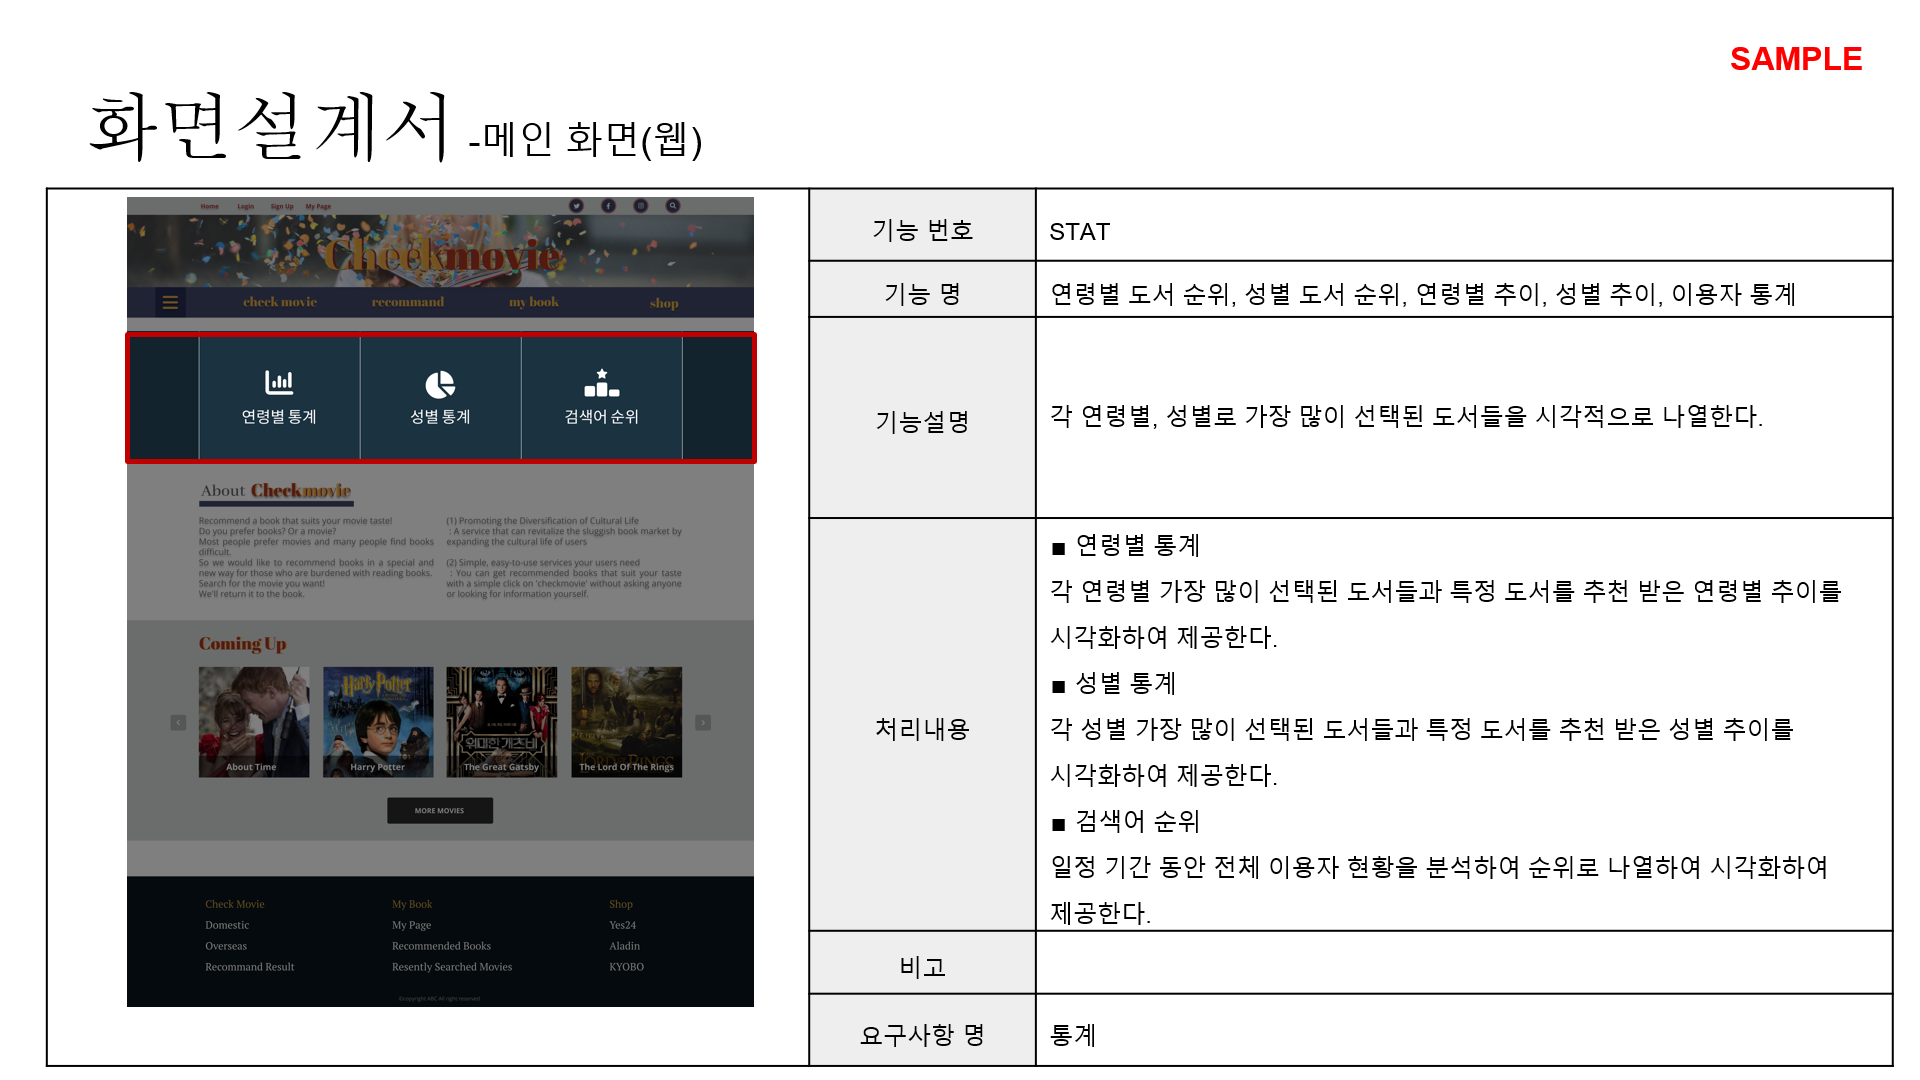 SAMPLE
화면설계서 -메인 화면(웹)
Home Login Sign Up My Page
Checkmovie
check movie recommand my book shop
연령별 통계 성별 통계 검색어 순위
About Checkmovie
Recommend a book that suits your movie taste!
Do you prefer books? Or a movie?
Most people prefer movies and many people find books
difficult.
So we would like to recommend books in a special and
new way for those who are burdened with reading books.
Search for the movie you want!
We'll return it to the book.
(1) Promoting the Diversification of Cultural Life
: A service that can revitalize the sluggish book market by
expanding the cultural life of users
(2) Simple, easy-to-use services your users need
: You can get recommended books that suit your taste
with a simple click on 'checkmovie' without asking anyone
or looking for information yourself.
Coming Up
Harry Potter
위대한 개츠비
About Time Harry Potter The Great Gatsby The Lord Of The Rings
MORE MOVIES
Check Movie My Book Shop
Domestic My Page Yes24
Overseas Recommended Books Aladin
Recommand Result Resently Searched Movies KYOBO
©copyright ABC All right reserved
기능 번호 STAT
기능 명 연령별 도서 순위, 성별 도서 순위, 연령별 추이, 성별 추이, 이용자 통계
기능설명 각 연령별, 성별로 가장 많이 선택된 도서들을 시각적으로 나열한다.
처리내용
■ 연령별 통계
각 연령별 가장 많이 선택된 도서들과 특정 도서를 추천 받은 연령별 추이를
시각화하여 제공한다.
■ 성별 통계
각 성별 가장 많이 선택된 도서들과 특정 도서를 추천 받은 성별 추이를
시각화하여 제공한다.
■ 검색어 순위
일정 기간 동안 전체 이용자 현황을 분석하여 순위로 나열하여 시각화하여
제공한다.
비고
요구사항 명 통계